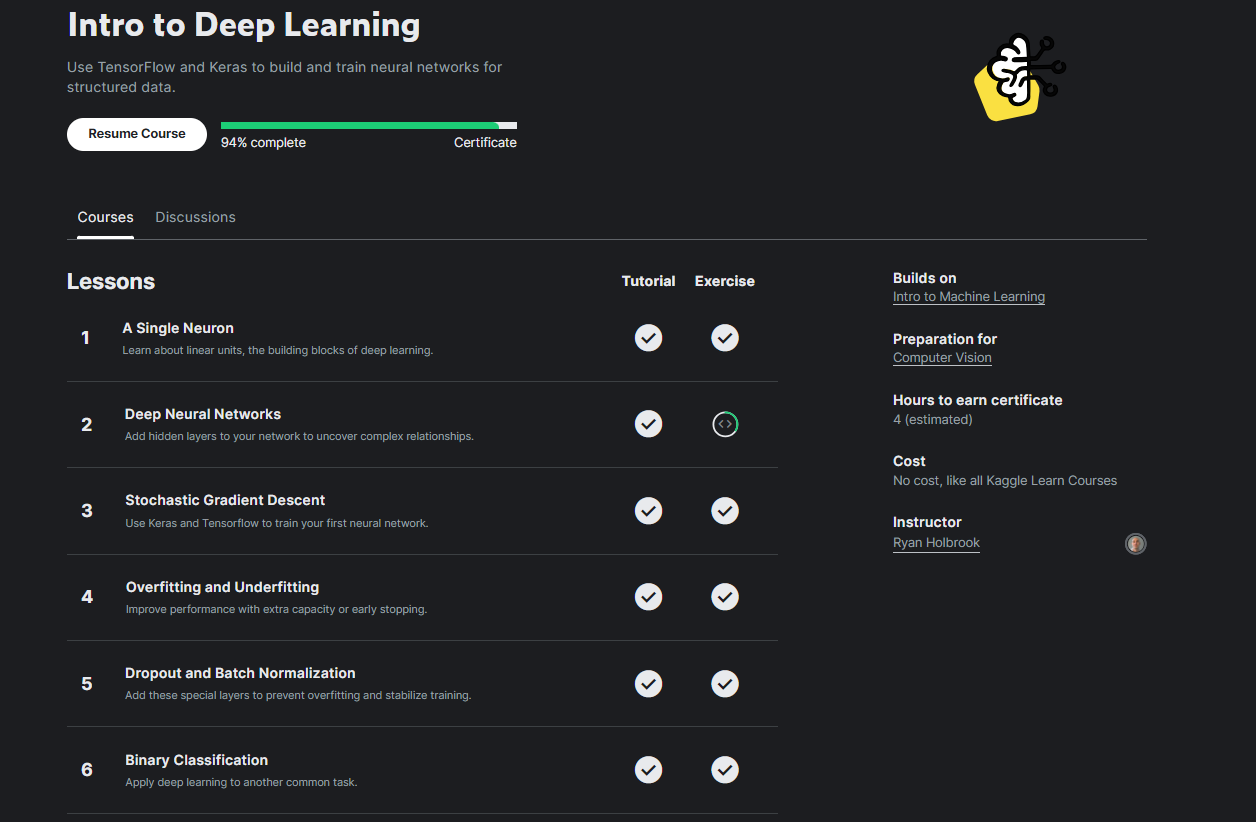 Intro to Deep Learning
Use TensorFlow and Keras to build and train neural networks for
structured data.
Resume Course
94% complete
Certificate
Courses
Discussions
Lessons
Tutorial
Exercise
1
A Single Neuron
Learn about linear units, the building blocks of deep learning.
2
Deep Neural Networks
Add hidden layers to your network to uncover complex relationships.
3
Stochastic Gradient Descent
Use Keras and Tensorflow to train your first neural network.
4
Overfitting and Underfitting
Improve performance with extra capacity or early stopping.
5
Dropout and Batch Normalization
Add these special layers to prevent overfitting and stabilize training.
6
Binary Classification
Apply deep learning to another common task.
Builds on
Intro to Machine Learning
Preparation for
Computer Vision
Hours to earn certificate
4 (estimated)
Cost
No cost, like all Kaggle Learn Courses
Instructor
Ryan Holbrook